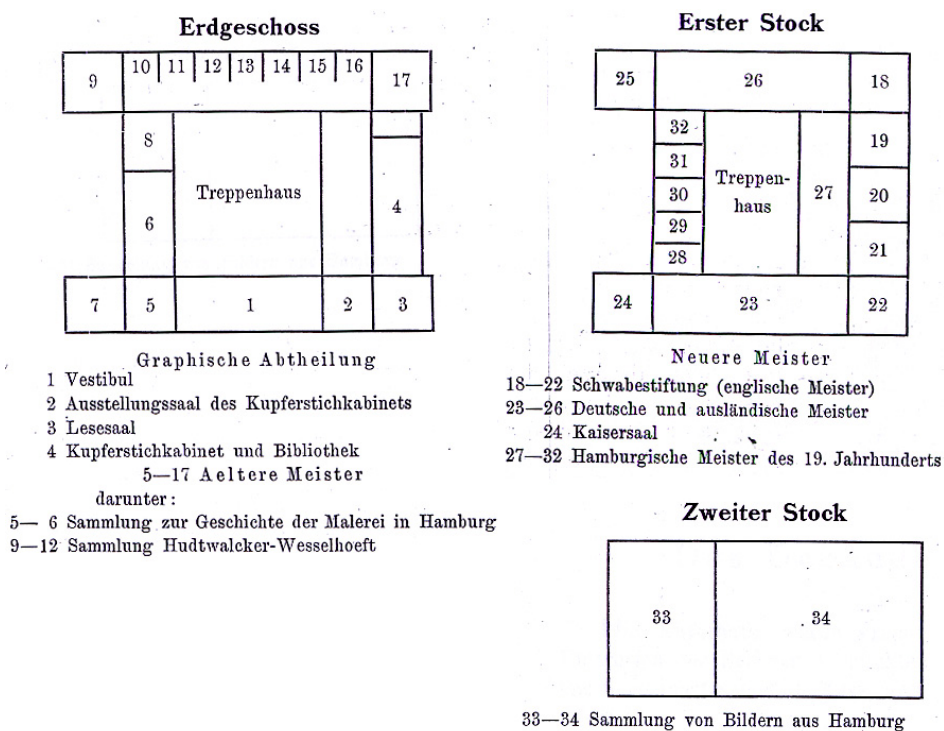 Erdgeschoss
9
10 11 12 13 14 15 16
17
8
Treppenhaus
6
4
7
5
1
2
3
Graphische Abtheilung
1 Vestibul
2 Ausstellungssaal des Kupferstichkabinets
3 Lesesaal
4 Kupferstichkabinet und Bibliothek
5—17 Aeltere Meister
darunter:
5— 6 Sammlung zur Geschichte der Malerei in Hamburg
9—12 Sammlung Hudtwalcker-Wesselhoeft
Erster Stock
25
26
18
32
31
30
29
28
Treppen-
haus
27
19
20
21
24
23
22
Neuere Meister
18—22 Schwabestiftung (englische Meister)
23—26 Deutsche und ausländische Meister
24 Kaisersaal
27—32 Hamburgische Meister des 19. Jahrhunderts
Zweiter Stock
33
34
33—34 Sammlung von Bildern aus Hamburg